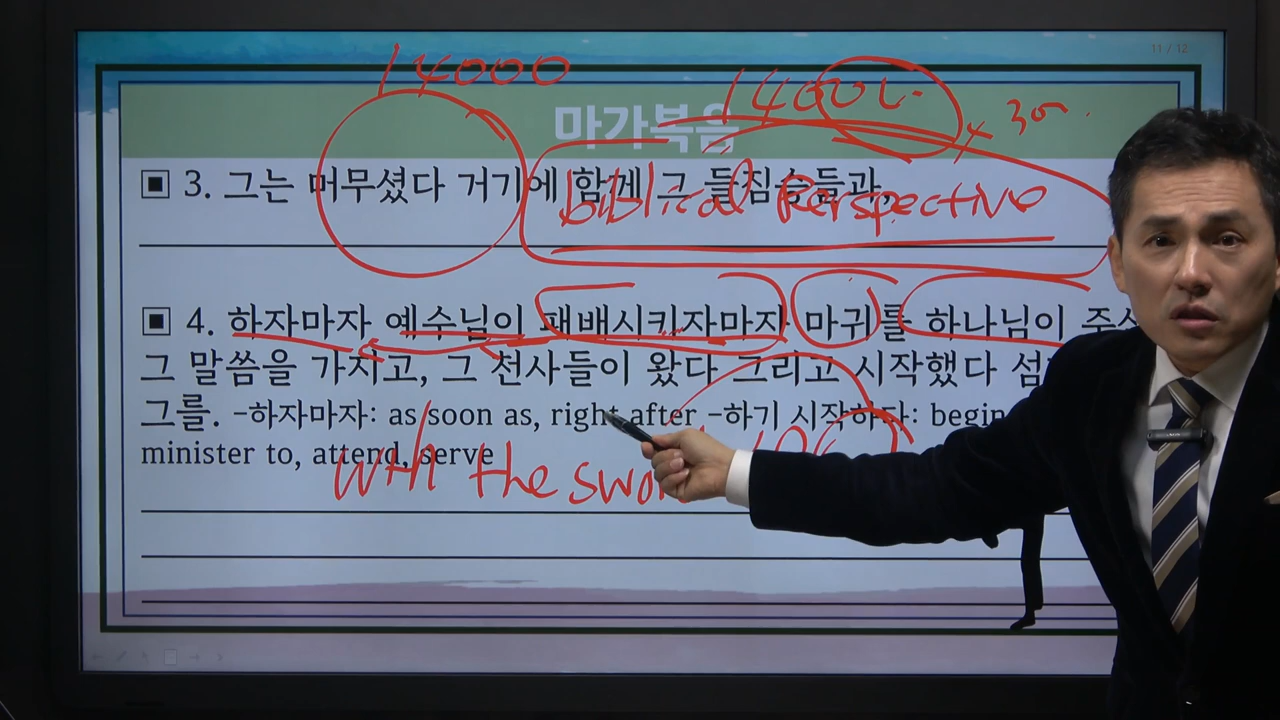 11 / 12
14000
1400
x 30
마가복음
▣ 3. 그는 머무셨다 거기에 함께 그 들짐승들과,
biblical Perspective
▣ 4. 하자마자 예수님이 패배시키자마자 마귀를 하나님이
그 말씀을 가지고, 그 천사들이 왔다 그리고 시작했다
그를. -하자마자: as soon as, right after -하기 시작하다: begin
minister to, attend, serve
with the